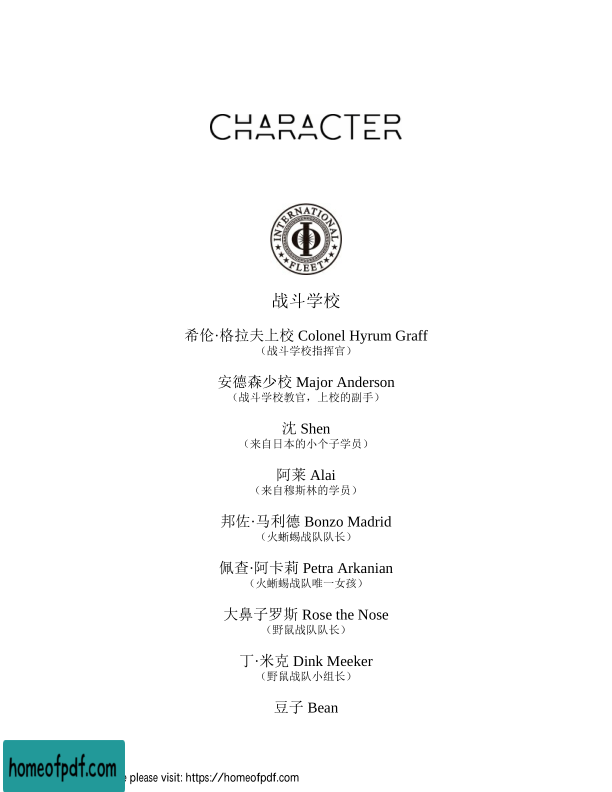 CHARACTER
INTERNATIONAL
FLEET
战斗学校
希伦·格拉夫上校 Colonel Hyrum Graff
（战斗学校指挥官）
安德森少校 Major Anderson
（战斗学校教官，上校的副手）
沈 Shen
（来自日本的小个子学员）
阿莱 Alai
（来自穆斯林的学员）
邦佐·马利德 Bonzo Madrid
（火蜥蜴战队队长）
佩查·阿卡莉 Petra Arkanian
（火蜥蜴战队唯一女孩）
大鼻子罗斯 Rose the Nose
（野鼠战队队长）
丁·米克 Dink Meeker
（野鼠战队小组长）
豆子 Bean
homeofpdf.com
please visit: https://homeofpdf.com